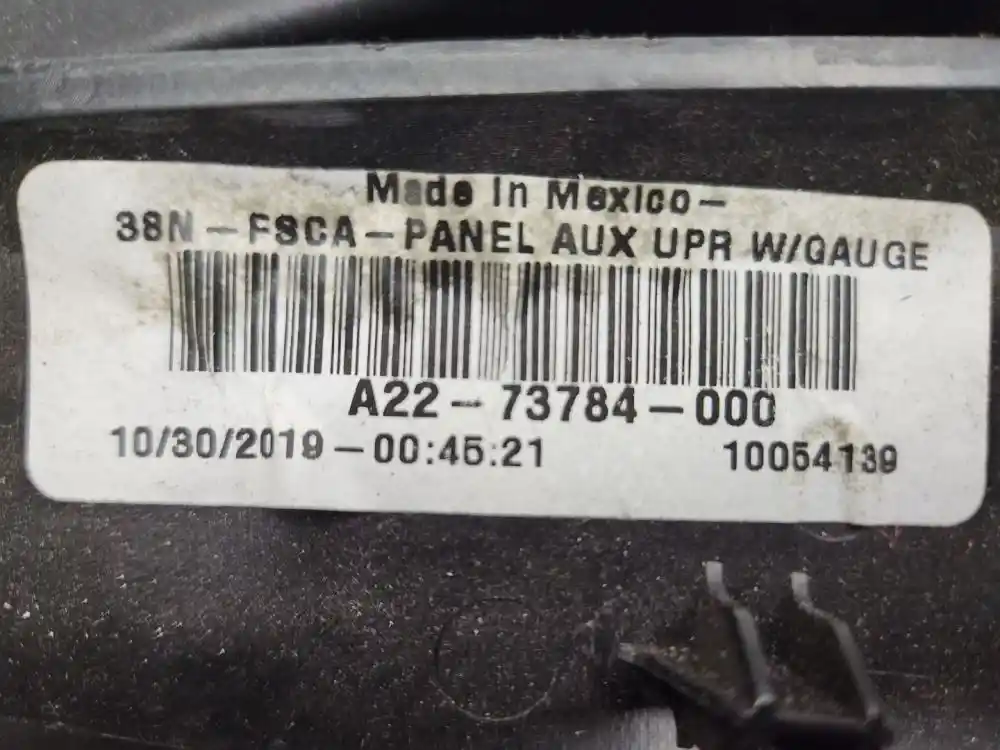 Made In Mexico-
38N-FSCA-PANEL AUX UPR W/GAUGE
A22-73784-000
10/30/2019-00:45:21 10054139